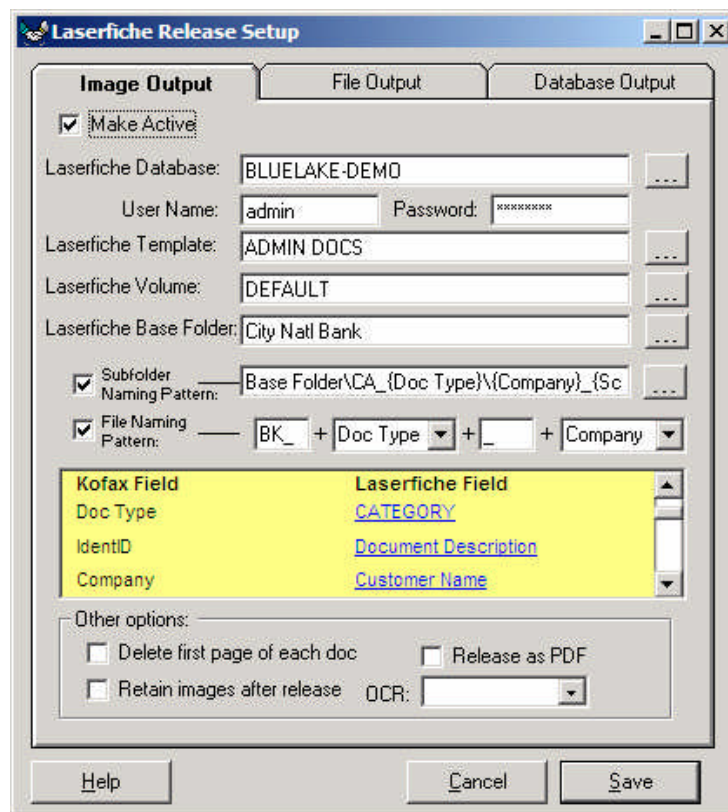 Laserfiche Release Setup
Image Output File Output Database Output
Make Active
Laserfiche Database: BLUELAKE-DEMO ...
User Name: admin Password: ********
Laserfiche Template: ADMIN DOCS ...
Laserfiche Volume: DEFAULT ...
Laserfiche Base Folder: City Natl Bank ...
Subfolder
Naming Pattern: Base Folder\CA_{Doc Type}\{Company}_{Sc ...
File Naming
Pattern: BK_ + Doc Type + _ + Company
Kofax Field Laserfiche Field
Doc Type CATEGORY
IdentID Document Description
Company Customer Name
Other options:
Delete first page of each doc Release as PDF
Retain images after release OCR:
Help Cancel Save